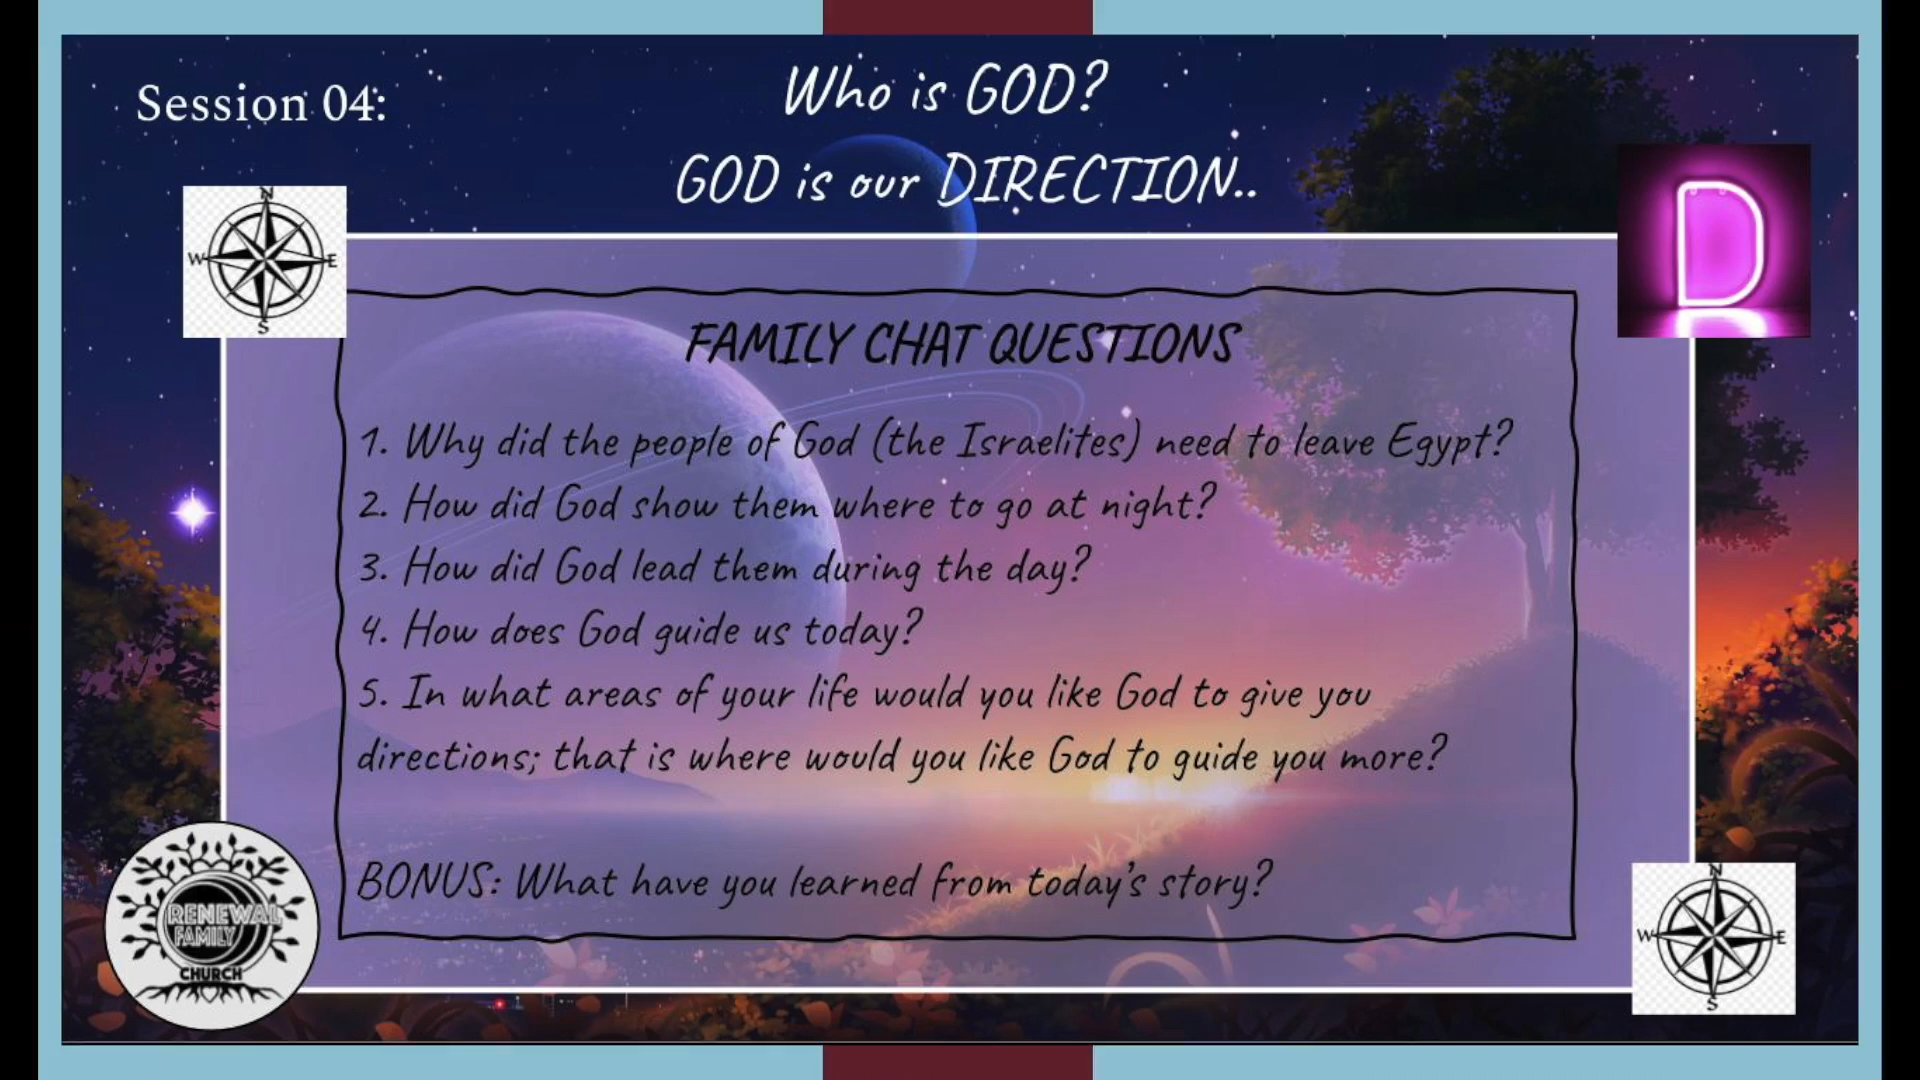 Session 04:
Who is GOD?
GOD is our DIRECTION..
N
W E
S
D
FAMILY CHAT QUESTIONS
1. Why did the people of God (the Israelites) need to leave Egypt?
2. How did God show them where to go at night?
3. How did God lead them during the day?
4. How does God guide us today?
5. In what areas of your life would you like God to give you
directions; that is where would you like God to guide you more?
BONUS: What have you learned from today's story?
RENEWAL
FAMILY
CHURCH
N
W E
S